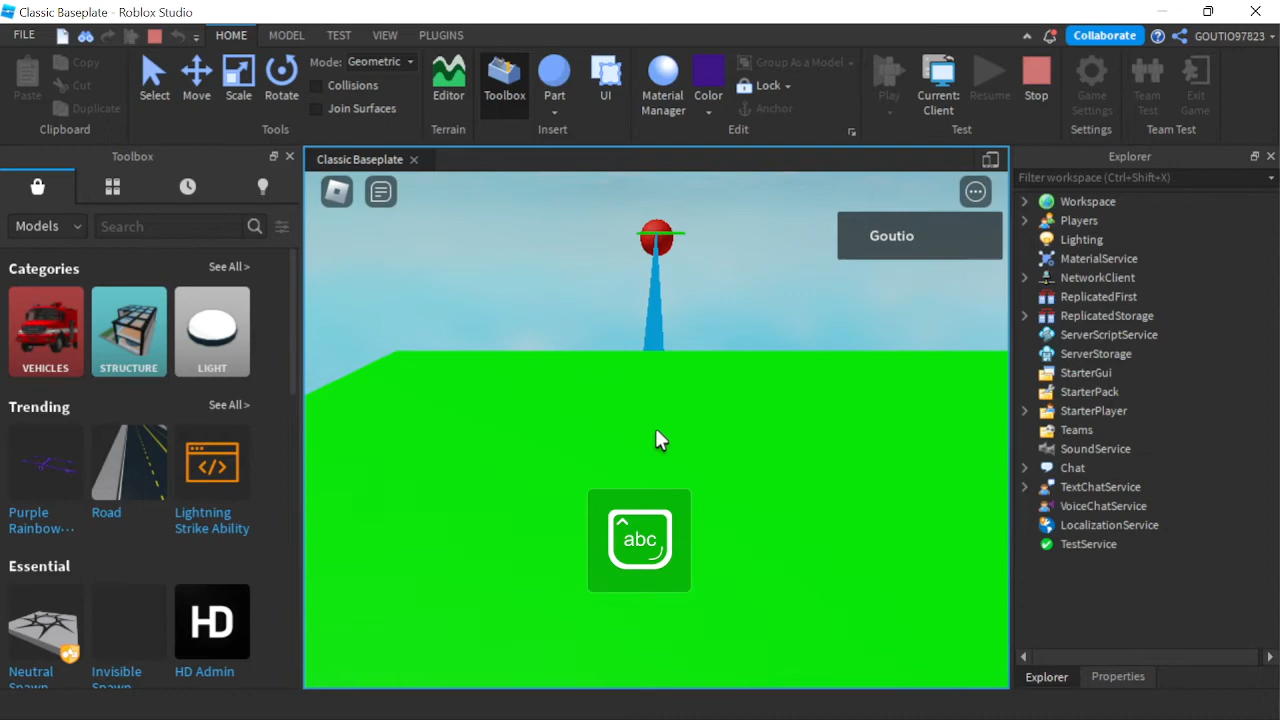 Classic Baseplate - Roblox Studio
FILE HOME MODEL TEST VIEW PLUGINS Collaborate GOUTIO97823
Paste
Copy
Cut
Duplicate
Clipboard
Select
Move
Scale
Rotate
Mode: Geometric
Collisions
Join Surfaces
Tools
Editor
Terrain
Toolbox
Part
UI
Insert
Material
Manager
Color
Group As a Model
Lock
Anchor
Edit
Play
Current:
Client
Resume
Stop
Test
Game
Settings
Settings
Team
Test
Exit
Game
Team Test
Toolbox
Models
Search
Categories See All >
VEHICLES STRUCTURE LIGHT
Trending See All >
Purple
Rainbow...
Road
Lightning
Strike Ability
Essential
HD
Neutral
Spawn
Invisible
Spawn
HD Admin
Classic Baseplate
Goutio
abc
Explorer
Filter workspace (Ctrl+Shift+X)
Workspace
Players
Lighting
MaterialService
NetworkClient
ReplicatedFirst
ReplicatedStorage
ServerScriptService
ServerStorage
StarterGui
StarterPack
StarterPlayer
Teams
SoundService
Chat
TextChatService
VoiceChatService
LocalizationService
TestService
Explorer Properties